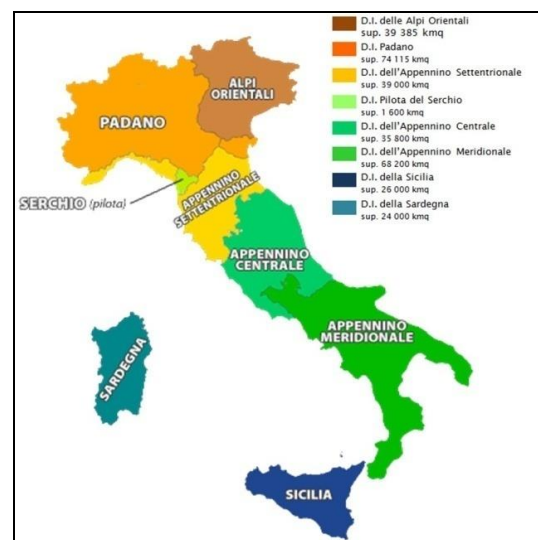 D.I. delle Alpi Orientali
sup. 39 385 kmq
D.I. Padano
sup. 74 115 kmq
D.I. dell'Appennino Settentrionale
sup. 39 000 kmq
D.I. Pilota del Serchio
sup. 1 600 kmq
D.I. dell'Appennino Centrale
sup. 35 800 kmq
D.I. dell'Appennino Meridionale
sup. 68 200 kmq
D.I. della Sicilia
sup. 26 000 kmq
D.I. della Sardegna
sup. 24 000 kmq
ALPI
ORIENTALI
PADANO
SERCHIO (pilota)
APPENNINO
SETTENTRIONALE
APPENNINO
CENTRALE
APPENNINO
MERIDIONALE
SARDEGNA
SICILIA